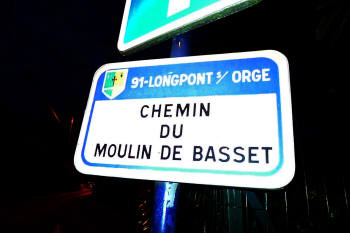 91-LONGPONT S/ ORGE
CHEMIN
DU
MOULIN DE BASSET